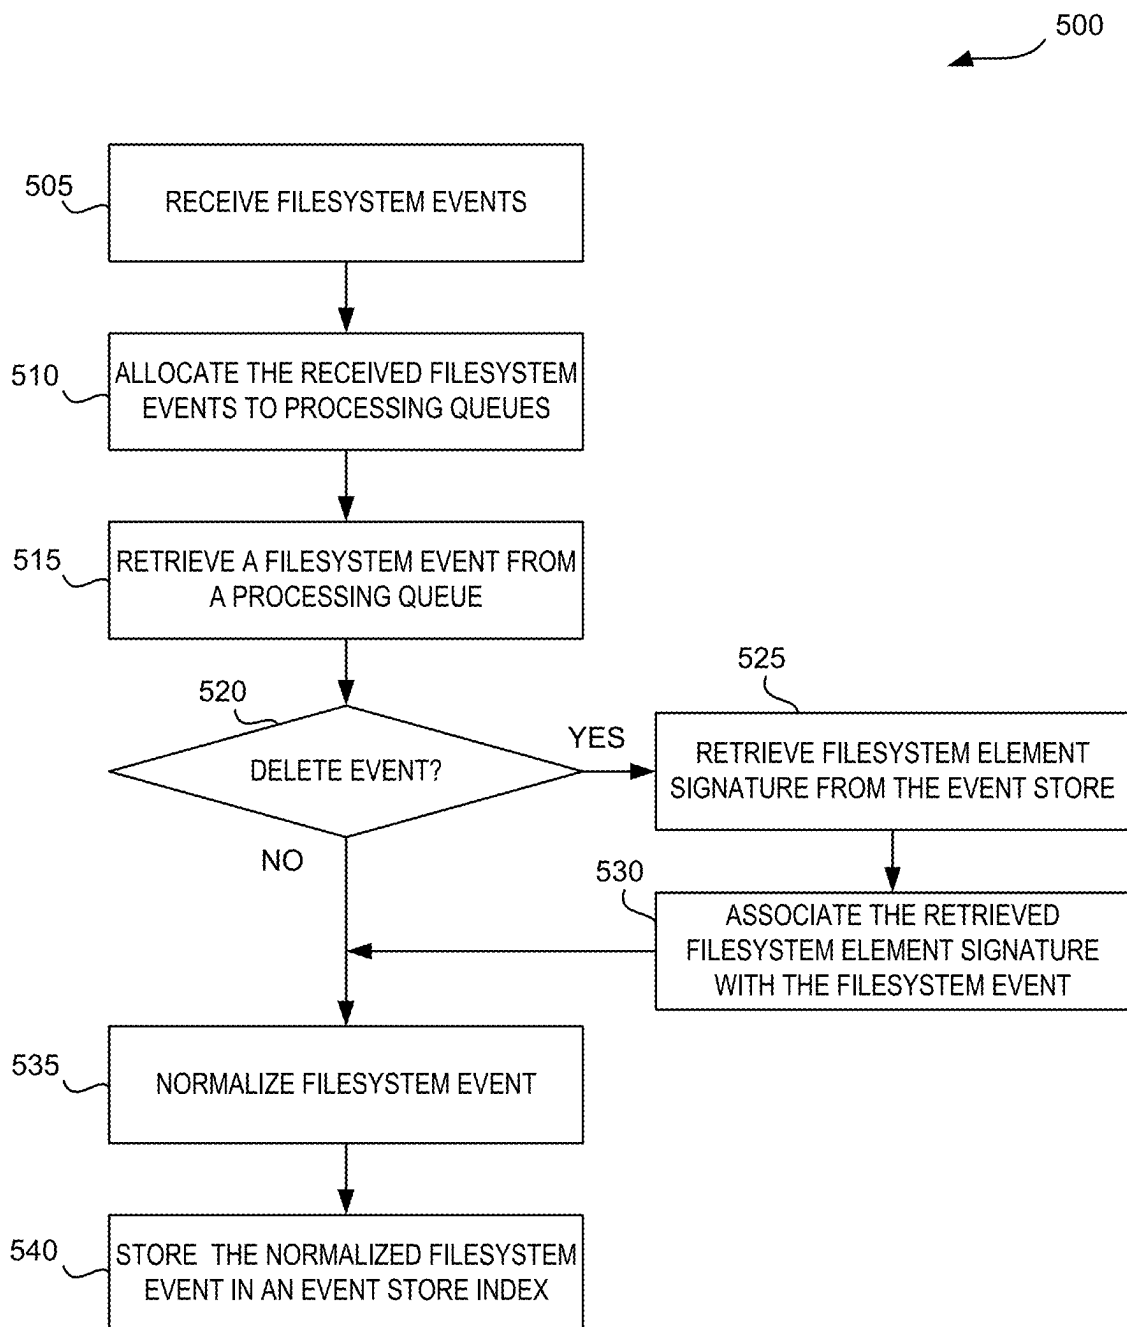 500
505
RECEIVE FILESYSTEM EVENTS
510
ALLOCATE THE RECEIVED FILESYSTEM
EVENTS TO PROCESSING QUEUES
515
RETRIEVE A FILESYSTEM EVENT FROM
A PROCESSING QUEUE
520
DELETE EVENT?
YES
NO
525
RETRIEVE FILESYSTEM ELEMENT
SIGNATURE FROM THE EVENT STORE
530
ASSOCIATE THE RETRIEVED
FILESYSTEM ELEMENT SIGNATURE
WITH THE FILESYSTEM EVENT
535
NORMALIZE FILESYSTEM EVENT
540
STORE THE NORMALIZED FILESYSTEM
EVENT IN AN EVENT STORE INDEX